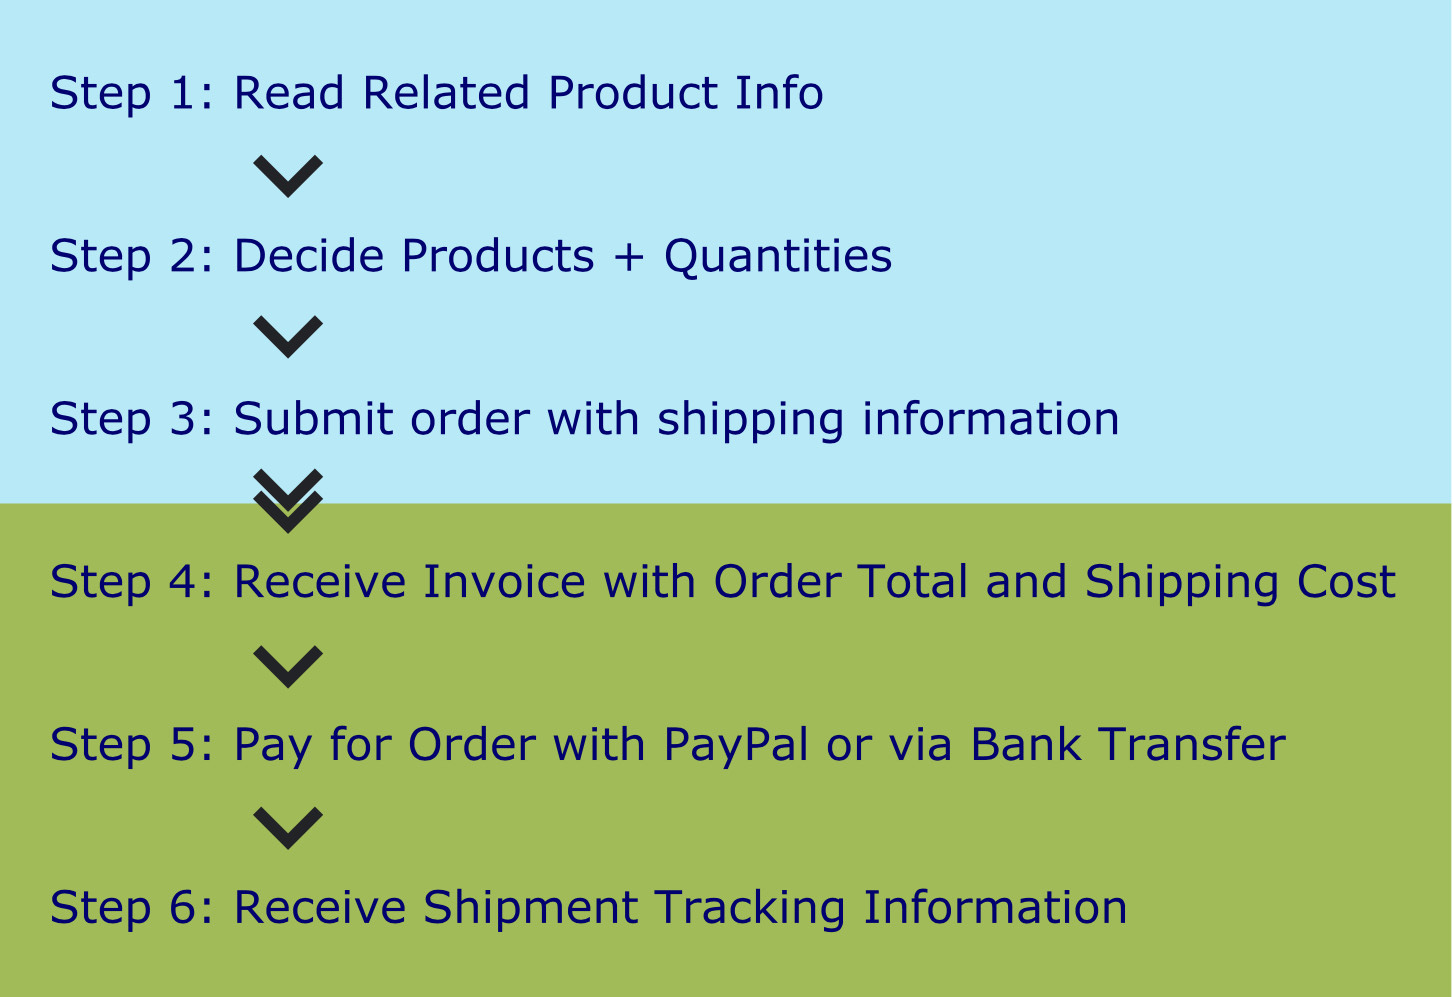 Step 1: Read Related Product Info
Step 2: Decide Products + Quantities
Step 3: Submit order with shipping information
Step 4: Receive Invoice with Order Total and Shipping Cost
Step 5: Pay for Order with PayPal or via Bank Transfer
Step 6: Receive Shipment Tracking Information